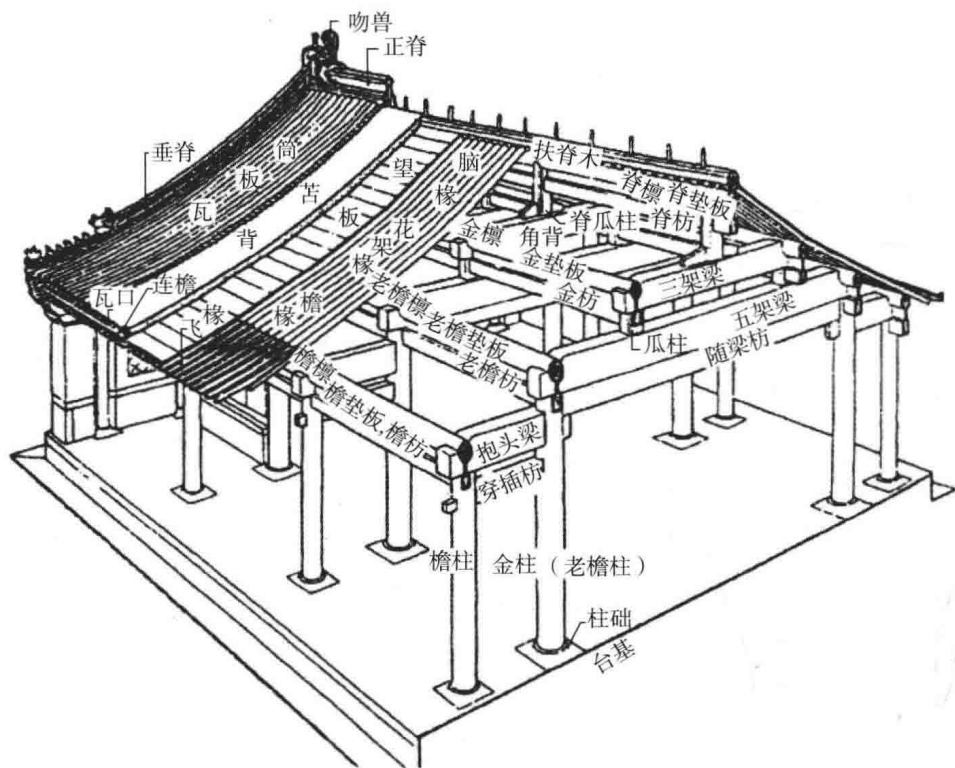 吻兽
正脊
垂脊
筒板瓦
苫背
望板
脑椽
花架椽
檐椽
飞椽
瓦口
连檐
扶脊木
脊檩
脊垫板
脊枋
脊瓜柱
角背
金檩
金垫板
金枋
三架梁
五架梁
瓜柱
随梁枋
老檐檩
老檐垫板
老檐枋
檐檩
檐垫板,檐枋
抱头梁
穿插枋
檐柱
金柱（老檐柱）
柱础
台基